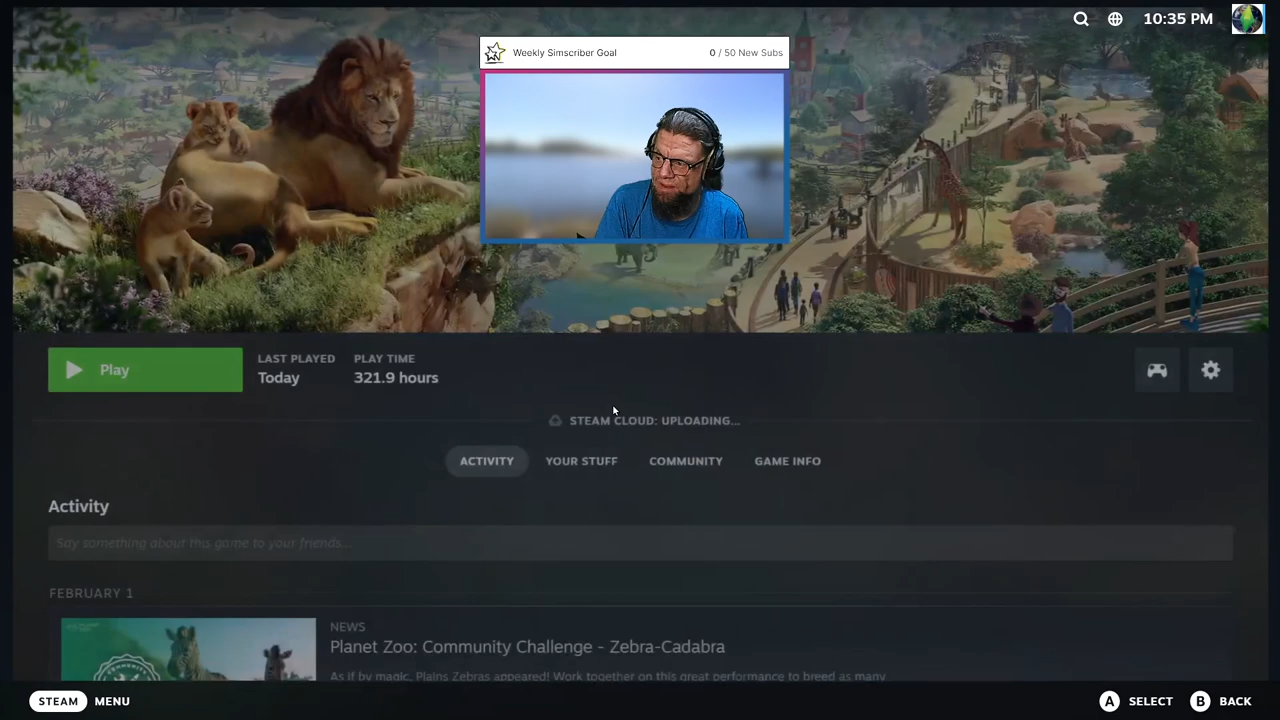 10:35 PM
Weekly Simscriber Goal
0 / 50 New Subs
Play
LAST PLAYED
Today
PLAY TIME
321.9 hours
STEAM CLOUD: UPLOADING...
ACTIVITY
YOUR STUFF
COMMUNITY
GAME INFO
Activity
Say something about this game to your friends...
FEBRUARY 1
NEWS
Planet Zoo: Community Challenge - Zebra-Cadabra
As if by magic, Plains Zebras appeared! Work together on this great performance to breed as many
STEAM
MENU
A
SELECT
B
BACK